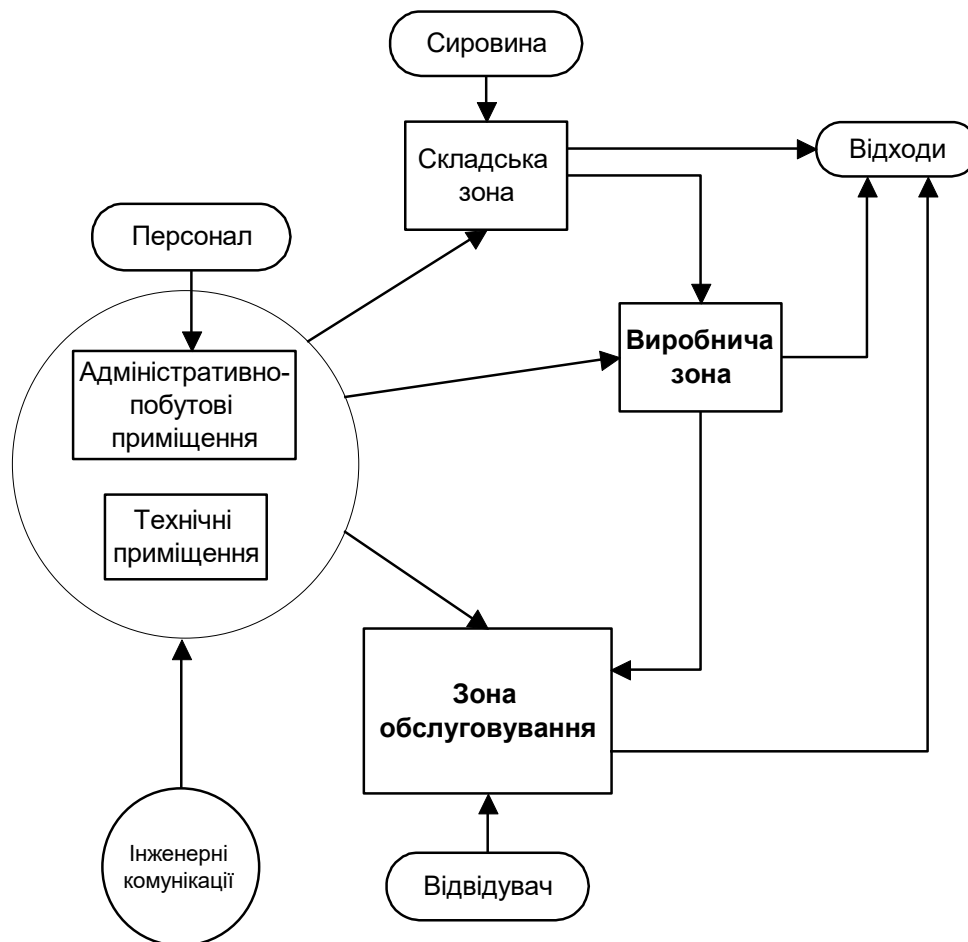 Сировина
Складська
зона
Відходи
Персонал
Адміністративно-
побутові
приміщення
Виробнича
зона
Технічні
приміщення
Зона
обслуговування
Інженерні
комунікації
Відвідувач